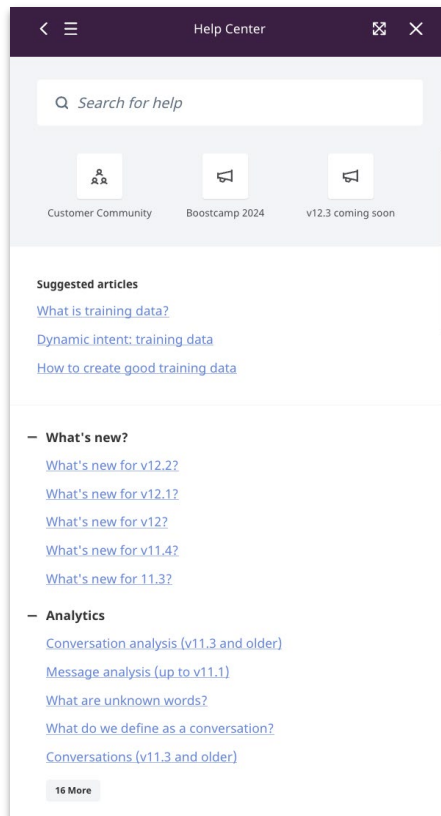 Help Center
Search for help
Customer Community
Boostcamp 2024
v12.3 coming soon
Suggested articles
What is training data?
Dynamic intent: training data
How to create good training data
What's new?
What's new for v12.2?
What's new for v12.1?
What's new for v12?
What's new for v11.4?
What's new for 11.3?
Analytics
Conversation analysis (v11.3 and older)
Message analysis (up to v11.1)
What are unknown words?
What do we define as a conversation?
Conversations (v11.3 and older)
16 More